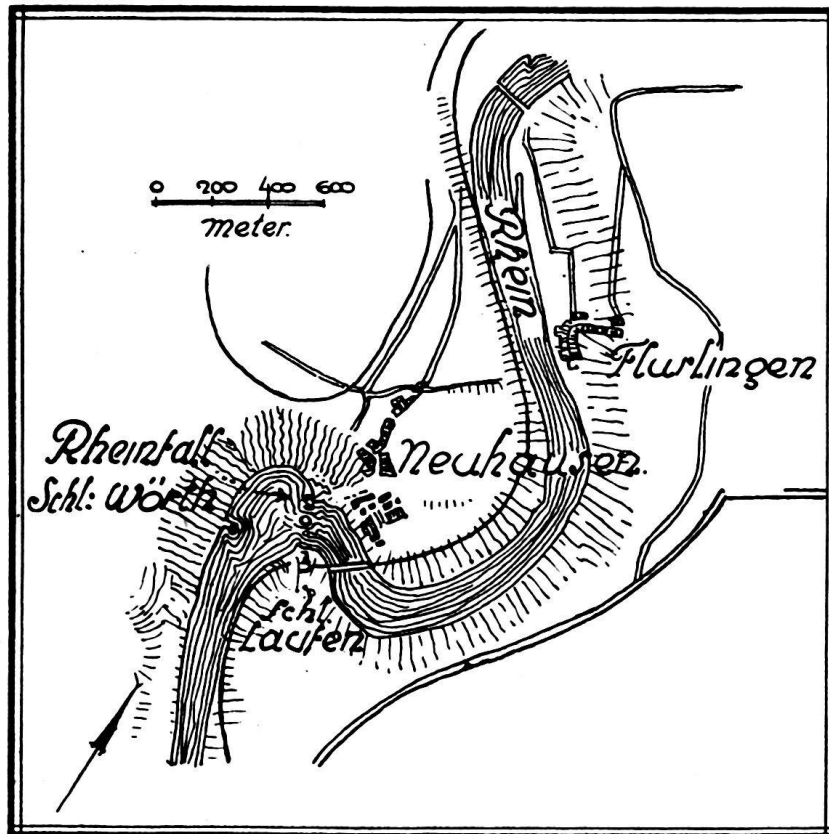 0 200 400 600
meter.
Rhein
Flurlingen
Neuhausen.
Rheinfall
Schl: Wörth
Schl.
Laufen